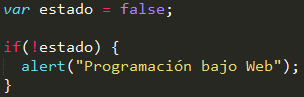 var estado = false;
if(!estado) {
  alert("Programación bajo Web");
}